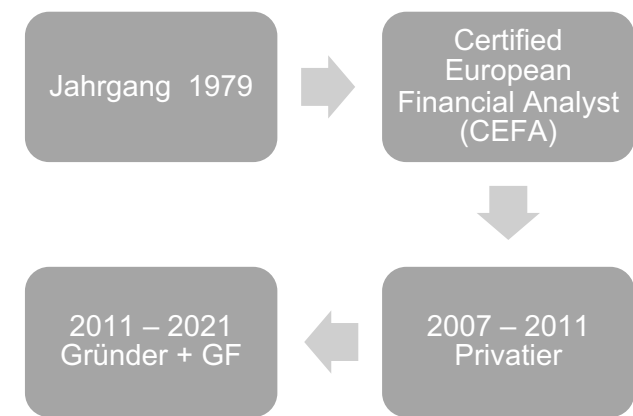 Jahrgang 1979
Certified
European
Financial Analyst
(CEFA)
2007 – 2011
Privatier
2011 – 2021
Gründer + GF